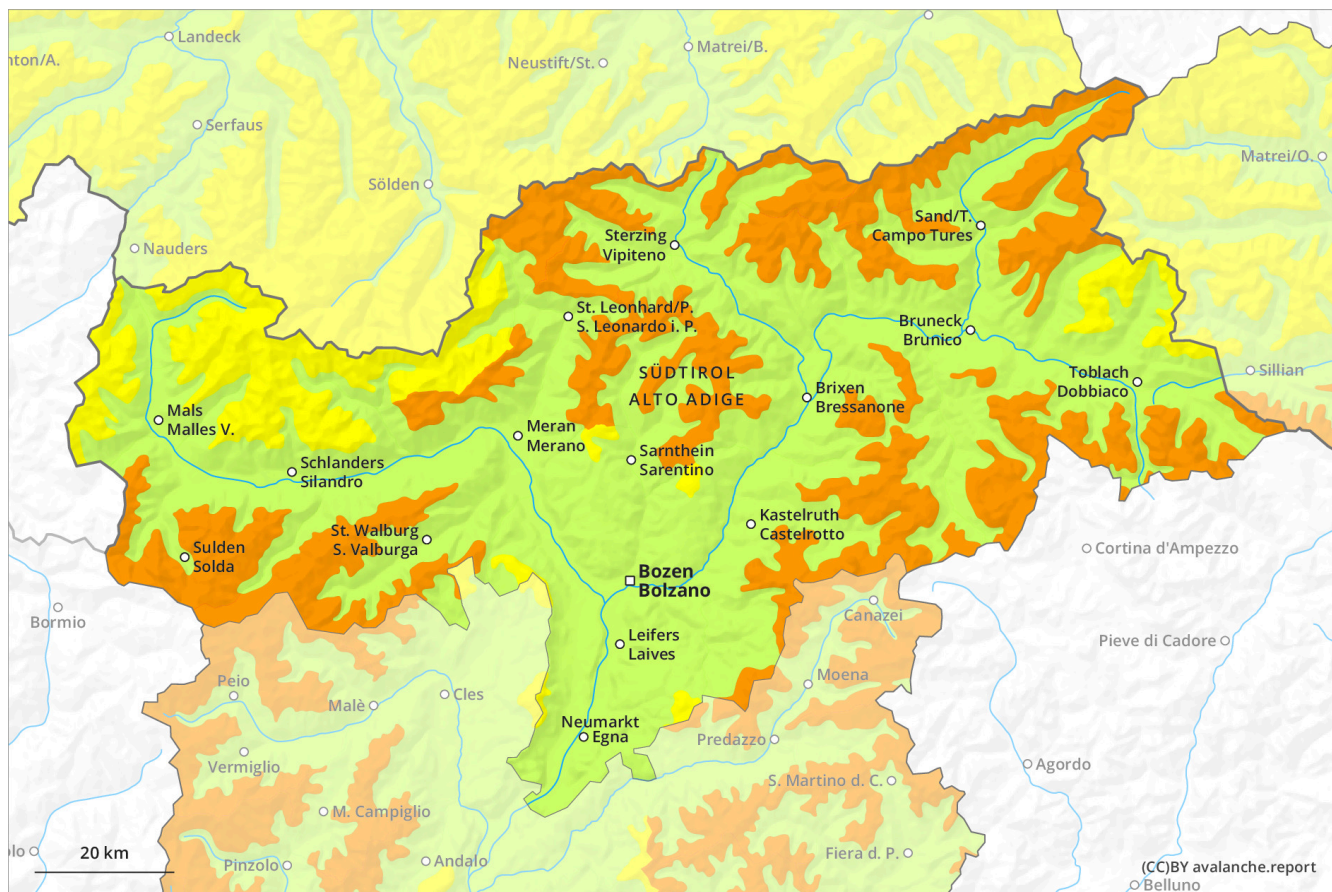 Landeck
nton/A.
Matrei/B.
Neustift/St.
Serfaus
Matrei/O.
Sölden
Sand/T.
Campo Tures
Sterzing
Vipiteno
Nauders
St. Leonhard/P.
S. Leonardo i. P.
Bruneck
Brunico
SÜDTIROL
ALTO ADIGE
Toblach
Dobbiaco
Sillian
Brixen
Bressanone
Mals
Malles V.
Meran
Merano
Sarnthein
Sarentino
Schlanders
Silandro
Kastelruth
Castelrotto
St. Walburg
S. Valburga
Sulden
Solda
Cortina d'Ampezzo
Bozen
Bolzano
Bormio
Canazei
Leifers
Laives
Pieve di Cadore
Peio
Cles
Moena
Malè
Neumarkt
Egna
Predazzo
Vermiglio
Agordo
S. Martino d. C.
M. Campiglio
olo
20 km
Pinzolo
Andalo
Fiera d. P.
(CC)BY avalanche.report
Belluno